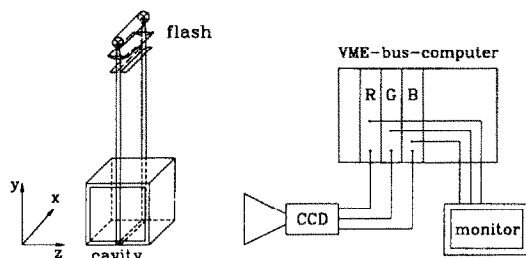 flash
VME-bus-computer
R G B
y
x
z
cavity
CCD
monitor